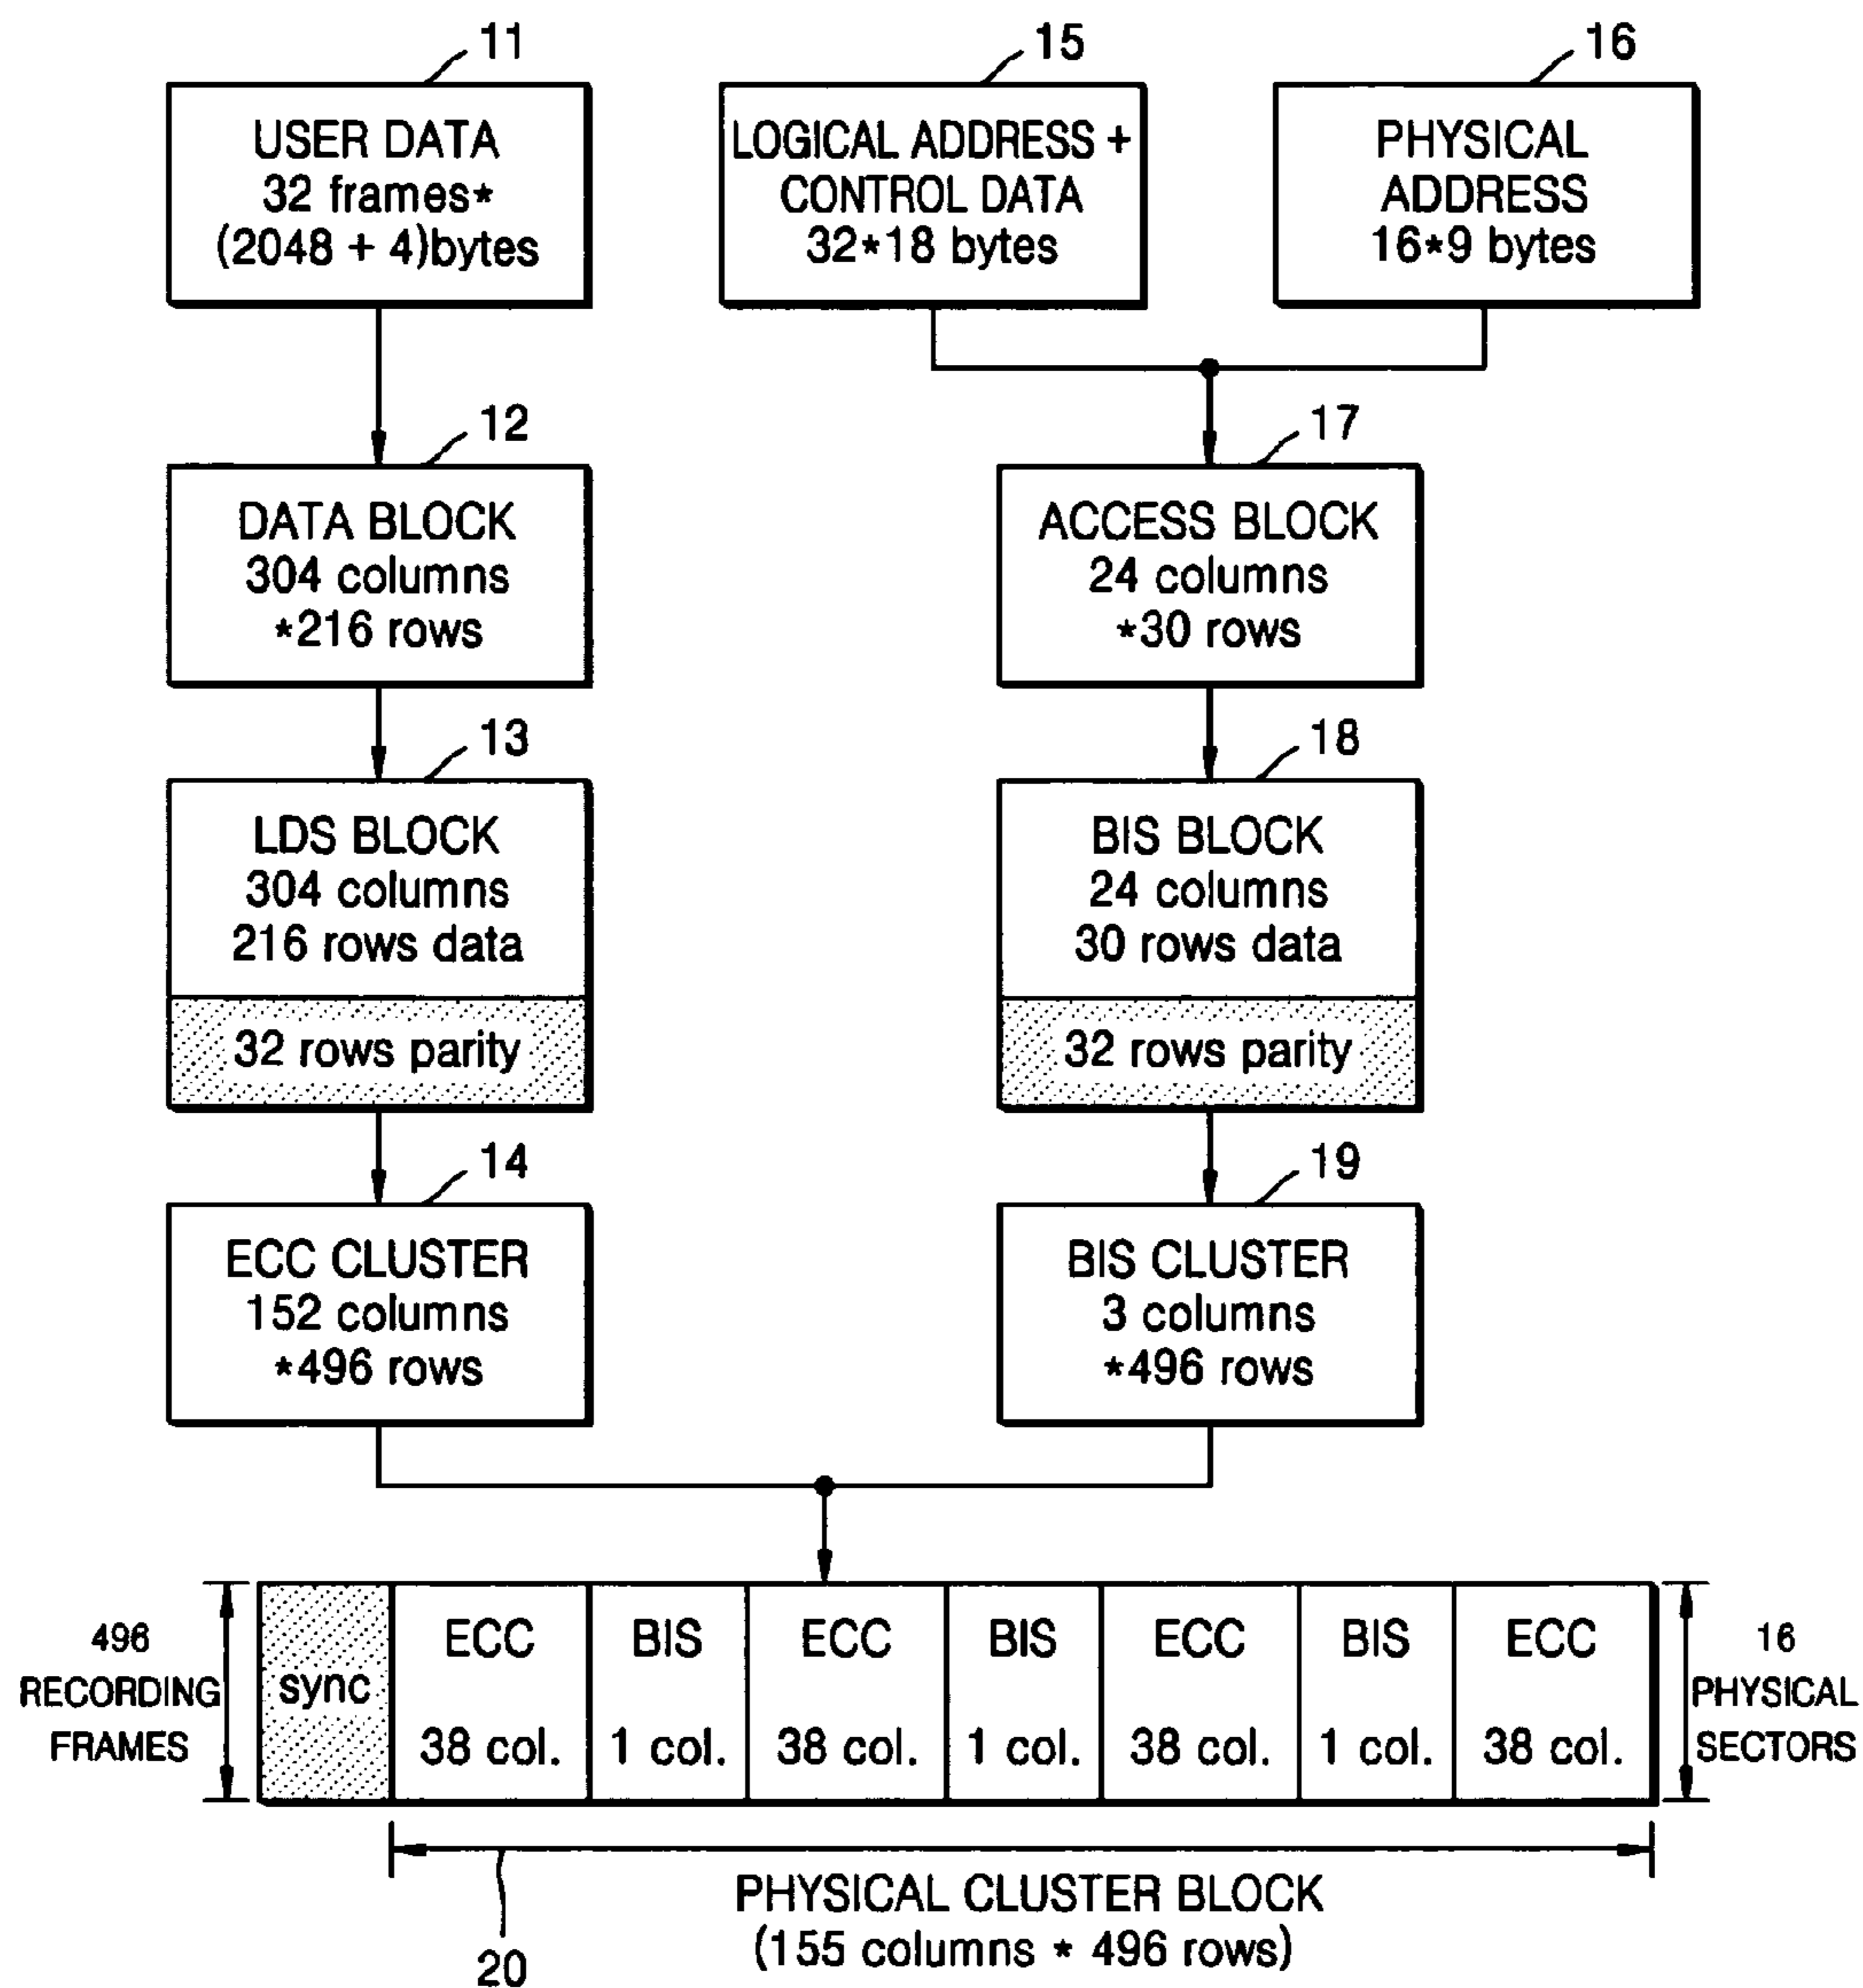 11
USER DATA
32 frames*
(2048 + 4)bytes
15
LOGICAL ADDRESS +
CONTROL DATA
32*18 bytes
16
PHYSICAL
ADDRESS
16*9 bytes
12
DATA BLOCK
304 columns
*216 rows
17
ACCESS BLOCK
24 columns
*30 rows
13
LDS BLOCK
304 columns
216 rows data
32 rows parity
18
BIS BLOCK
24 columns
30 rows data
32 rows parity
14
ECC CLUSTER
152 columns
*496 rows
19
BIS CLUSTER
3 columns
*496 rows
496
RECORDING
FRAMES
sync
ECC
38 col.
BIS
1 col.
ECC
38 col.
BIS
1 col.
ECC
38 col.
BIS
1 col.
ECC
38 col.
16
PHYSICAL
SECTORS
20
PHYSICAL CLUSTER BLOCK
(155 columns * 496 rows)